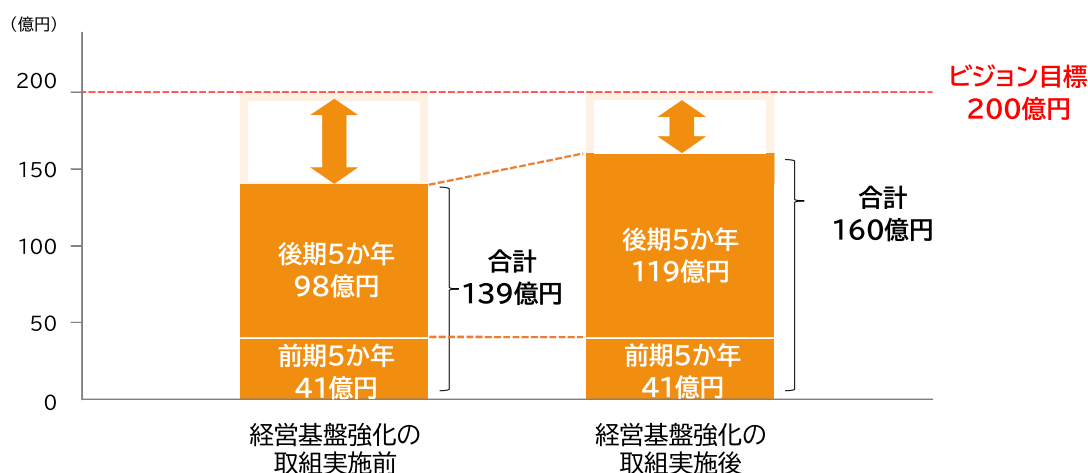 （億円）
200
150
100
50
0
ビジョン目標
200億円
後期5か年
98億円
前期5か年
41億円
合計
139億円
後期5か年
119億円
前期5か年
41億円
合計
160億円
経営基盤強化の
取組実施前
経営基盤強化の
取組実施後